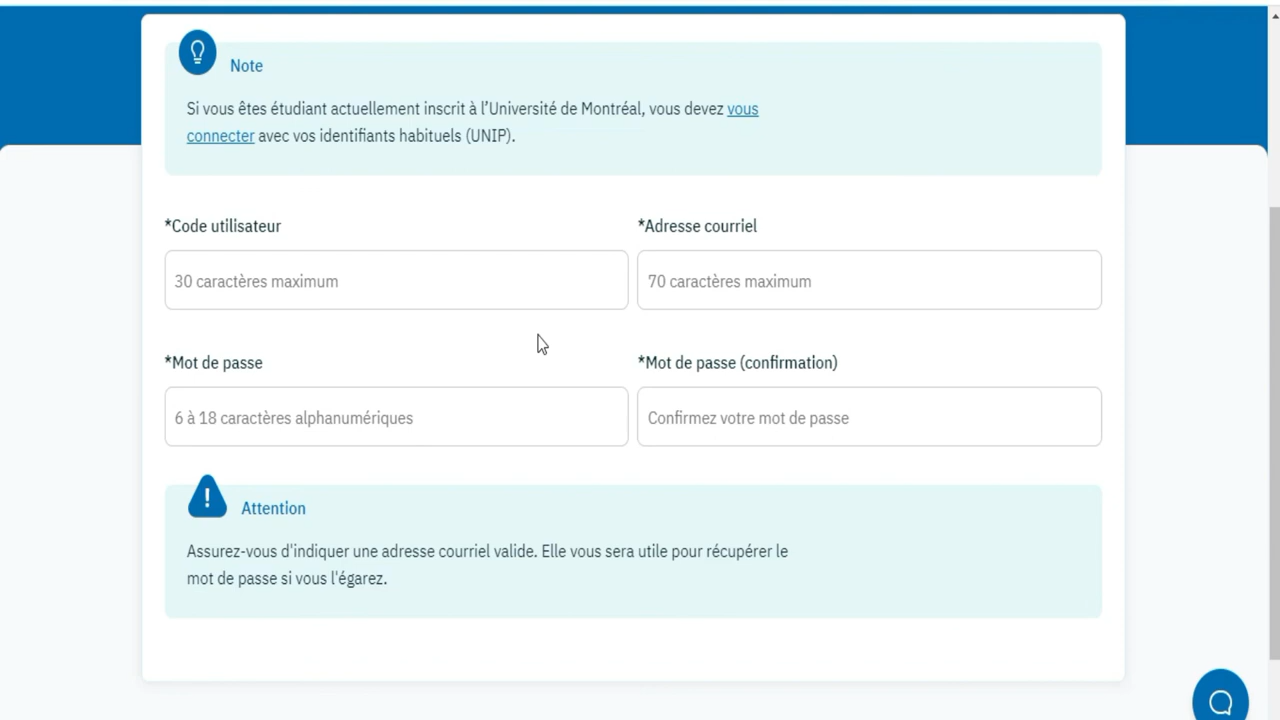 Note
Si vous êtes étudiant actuellement inscrit à l’Université de Montréal, vous devez vous
connecter avec vos identifiants habituels (UNIP).
*Code utilisateur
*Adresse courriel
30 caractères maximum
70 caractères maximum
*Mot de passe
*Mot de passe (confirmation)
6 à 18 caractères alphanumériques
Confirmez votre mot de passe
!
Attention
Assurez-vous d'indiquer une adresse courriel valide. Elle vous sera utile pour récupérer le
mot de passe si vous l'égarez.